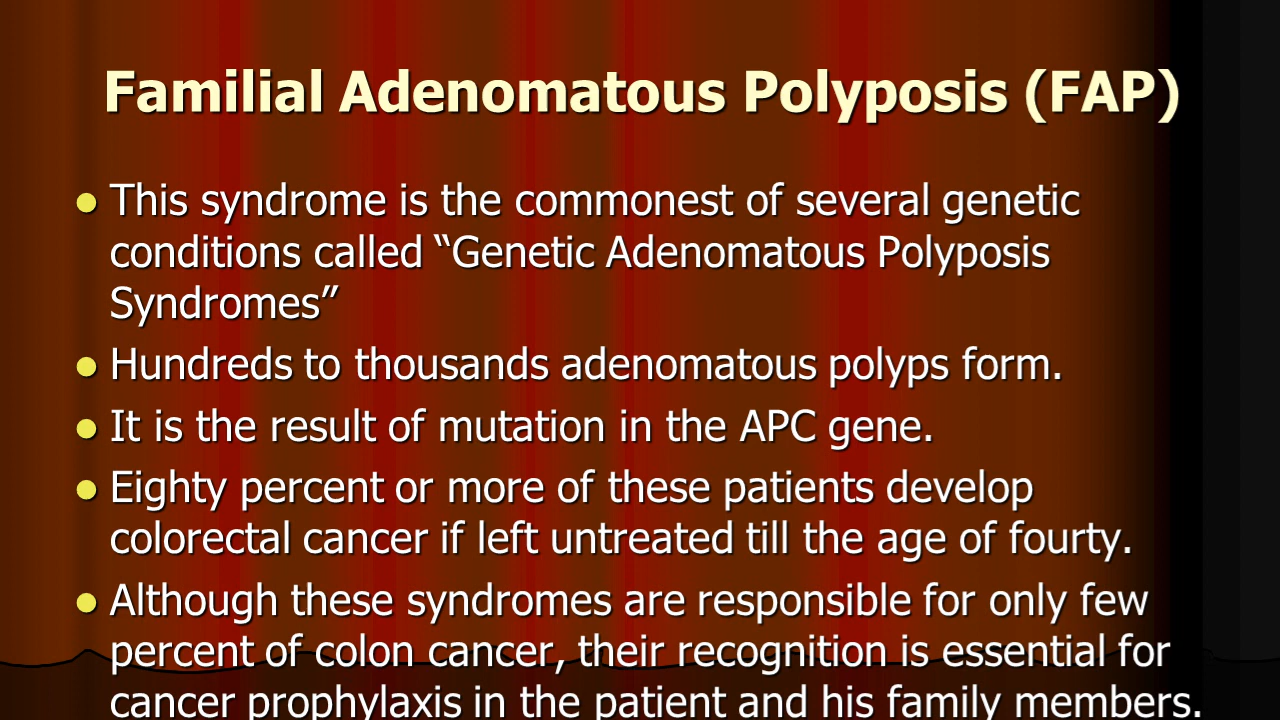 Familial Adenomatous Polyposis (FAP)
● This syndrome is the commonest of several genetic
conditions called “Genetic Adenomatous Polyposis
Syndromes”
● Hundreds to thousands adenomatous polyps form.
● It is the result of mutation in the APC gene.
● Eighty percent or more of these patients develop
colorectal cancer if left untreated till the age of fourty.
● Although these syndromes are responsible for only few
percent of colon cancer, their recognition is essential for
cancer prophylaxis in the patient and his family members.